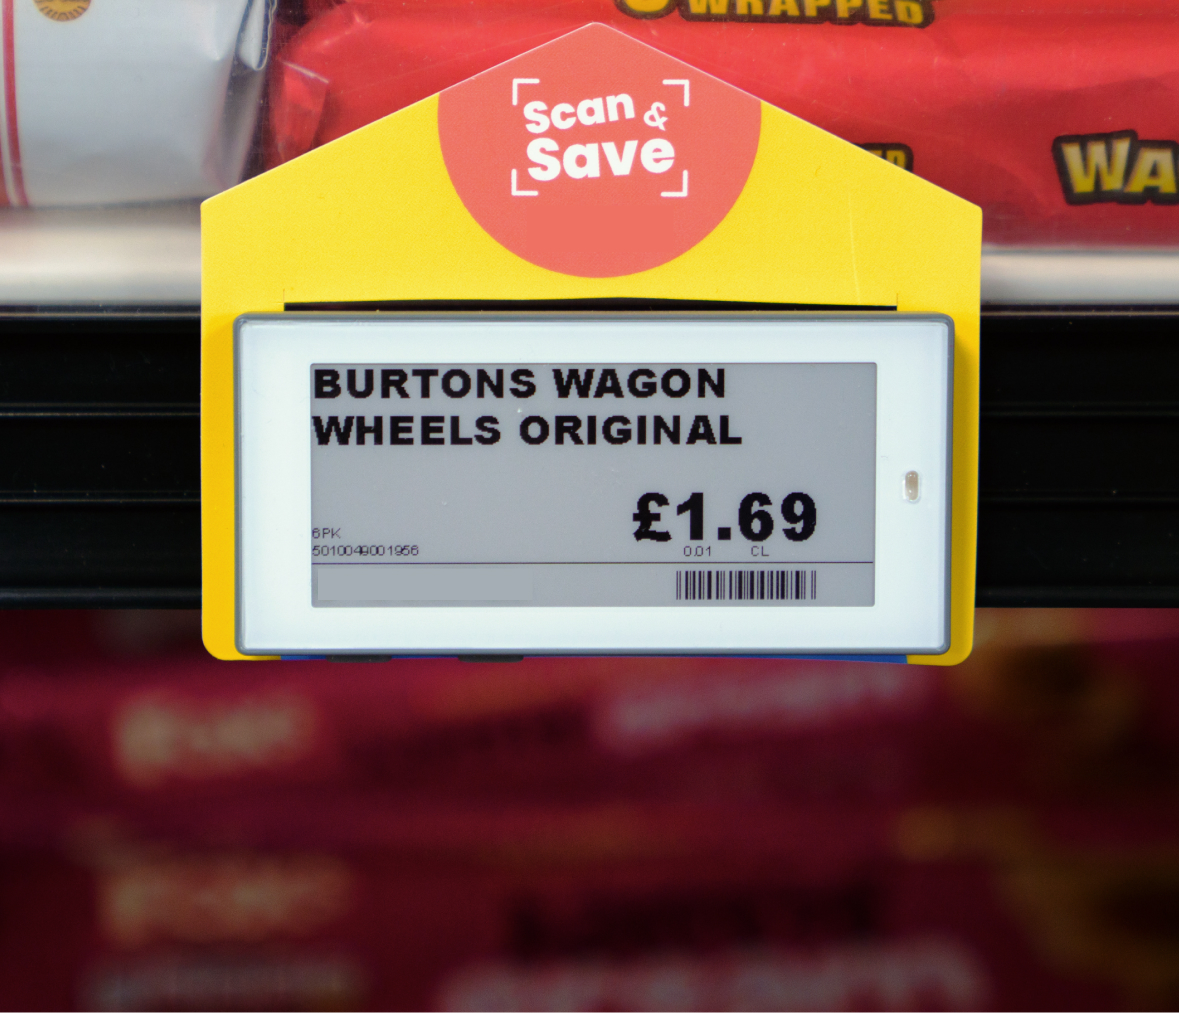 WRAPPED
Scan &
Save
WA
BURTONS WAGON
WHEELS ORIGINAL
£1.69
6PK
5010049001956
0.01 CL